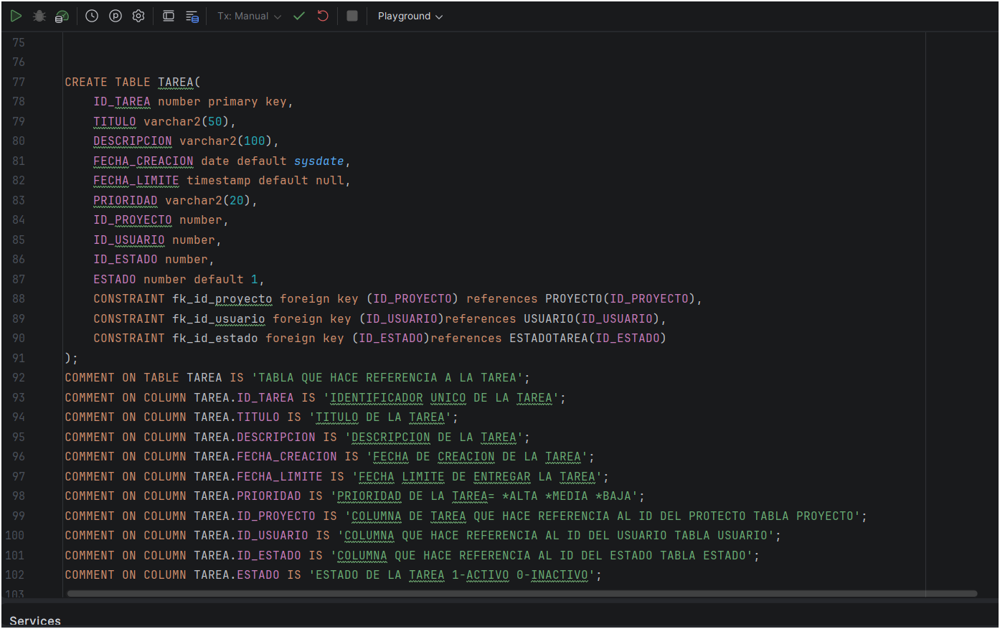 Tx: Manual Playground
75
76
77 CREATE TABLE TAREA(
78 ID_TAREA number primary key,
79 TITULO varchar2(50),
80 DESCRIPCION varchar2(100),
81 FECHA_CREACION date default sysdate,
82 FECHA_LIMITE timestamp default null,
83 PRIORIDAD varchar2(20),
84 ID_PROYECTO number,
85 ID_USUARIO number,
86 ID_ESTADO number,
87 ESTADO number default 1,
88 CONSTRAINT fk_id_proyecto foreign key (ID_PROYECTO) references PROYECTO(ID_PROYECTO),
89 CONSTRAINT fk_id_usuario foreign key (ID_USUARIO)references USUARIO(ID_USUARIO),
90 CONSTRAINT fk_id_estado foreign key (ID_ESTADO)references ESTADOTAREA(ID_ESTADO)
91 );
92 COMMENT ON TABLE TAREA IS 'TABLA QUE HACE REFERENCIA A LA TAREA';
93 COMMENT ON COLUMN TAREA.ID_TAREA IS 'IDENTIFICADOR UNICO DE LA TAREA';
94 COMMENT ON COLUMN TAREA.TITULO IS 'TITULO DE LA TAREA';
95 COMMENT ON COLUMN TAREA.DESCRIPCION IS 'DESCRIPCION DE LA TAREA';
96 COMMENT ON COLUMN TAREA.FECHA_CREACION IS 'FECHA DE CREACION DE LA TAREA';
97 COMMENT ON COLUMN TAREA.FECHA_LIMITE IS 'FECHA LIMITE DE ENTREGAR LA TAREA';
98 COMMENT ON COLUMN TAREA.PRIORIDAD IS 'PRIORIDAD DE LA TAREA= *ALTA *MEDIA *BAJA';
99 COMMENT ON COLUMN TAREA.ID_PROYECTO IS 'COLUMNA DE TAREA QUE HACE REFERENCIA AL ID DEL PROTECTO TABLA PROYECTO';
100 COMMENT ON COLUMN TAREA.ID_USUARIO IS 'COLUMNA QUE HACE REFERENCIA AL ID DEL USUARIO TABLA USUARIO';
101 COMMENT ON COLUMN TAREA.ID_ESTADO IS 'COLUMNA QUE HACE REFERENCIA AL ID DEL ESTADO TABLA ESTADO';
102 COMMENT ON COLUMN TAREA.ESTADO IS 'ESTADO DE LA TAREA 1-ACTIVO 0-INACTIVO';
103
Services